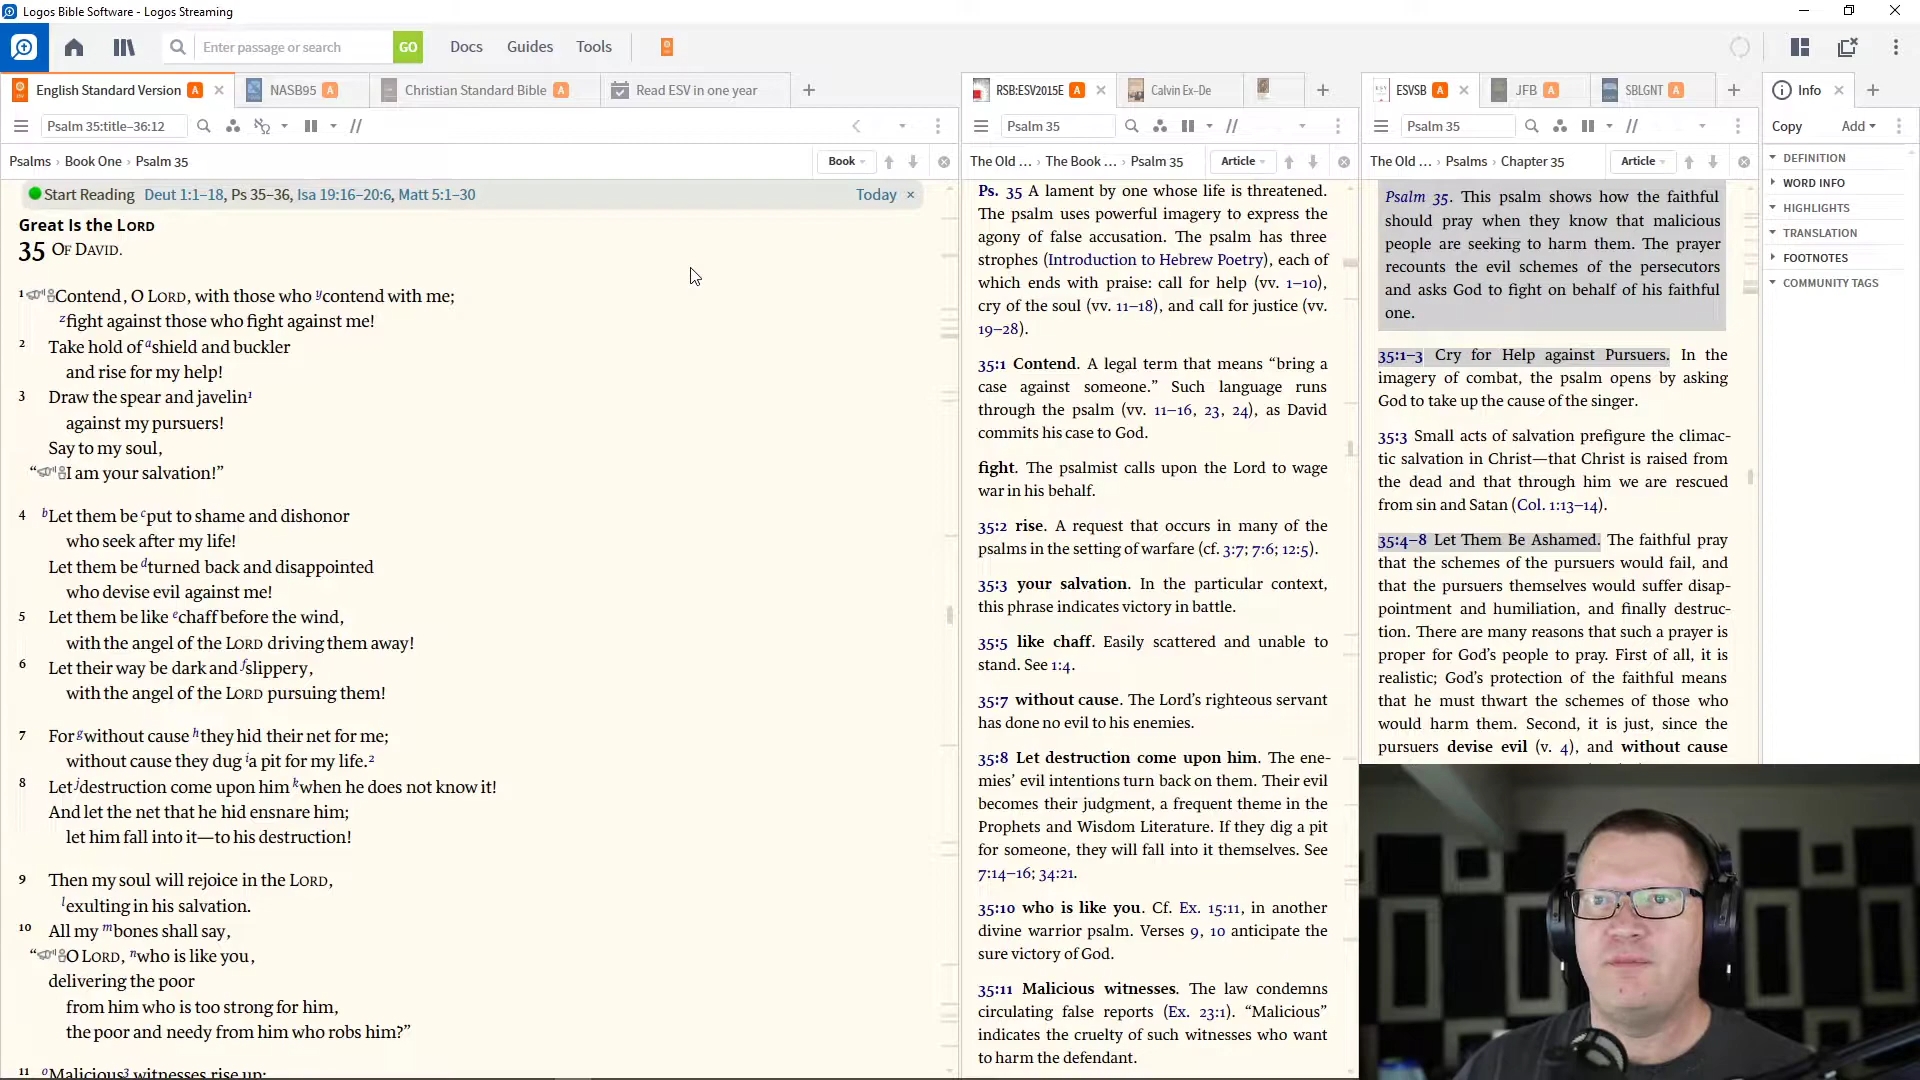 Logos Bible Software - Logos Streaming
Enter passage or search
GO
Docs
Guides
Tools
English Standard Version A
NASB95 A
Christian Standard Bible A
Read ESV in one year
Psalm 35:title–36:12
Psalms › Book One › Psalm 35
Book
Start Reading Deut 1:1–18, Ps 35–36, Isa 19:16–20:6, Matt 5:1–30
Today ×
Great Is the LORD
35 OF DAVID.
1 Contend, O LORD, with those who y contend with me;
z fight against those who fight against me!
2 Take hold of a shield and buckler
and rise for my help!
3 Draw the spear and javelin1
against my pursuers!
Say to my soul,
“I am your salvation!”
4 b Let them be c put to shame and dishonor
who seek after my life!
Let them be d turned back and disappointed
who devise evil against me!
5 Let them be like e chaff before the wind,
with the angel of the LORD driving them away!
6 Let their way be dark and f slippery,
with the angel of the LORD pursuing them!
7 For g without cause h they hid their net for me;
without cause they dug i a pit for my life.2
8 Let j destruction come upon him k when he does not know it!
And let the net that he hid ensnare him;
let him fall into it—to his destruction!
9 Then my soul will rejoice in the LORD,
l exulting in his salvation.
10 All my m bones shall say,
“O LORD, n who is like you,
delivering the poor
from him who is too strong for him,
the poor and needy from him who robs him?”
11 o Malicious3 witnesses rise up;
RSB:ESV2015E A
Calvin Ex–De
Psalm 35
The Old ... › The Book ... › Psalm 35
Article
Ps. 35 A lament by one whose life is threatened.
The psalm uses powerful imagery to express the
agony of false accusation. The psalm has three
strophes (Introduction to Hebrew Poetry), each of
which ends with praise: call for help (vv. 1–10),
cry of the soul (vv. 11–18), and call for justice (vv.
19–28).
35:1 Contend. A legal term that means “bring a
case against someone.” Such language runs
through the psalm (vv. 11–16, 23, 24), as David
commits his case to God.
fight. The psalmist calls upon the Lord to wage
war in his behalf.
35:2 rise. A request that occurs in many of the
psalms in the setting of warfare (cf. 3:7; 7:6; 12:5).
35:3 your salvation. In the particular context,
this phrase indicates victory in battle.
35:5 like chaff. Easily scattered and unable to
stand. See 1:4.
35:7 without cause. The Lord’s righteous servant
has done no evil to his enemies.
35:8 Let destruction come upon him. The ene-
mies’ evil intentions turn back on them. Their evil
becomes their judgment, a frequent theme in the
Prophets and Wisdom Literature. If they dig a pit
for someone, they will fall into it themselves. See
7:14–16; 34:21.
35:10 who is like you. Cf. Ex. 15:11, in another
divine warrior psalm. Verses 9, 10 anticipate the
sure victory of God.
35:11 Malicious witnesses. The law condemns
circulating false reports (Ex. 23:1). “Malicious”
indicates the cruelty of such witnesses who want
to harm the defendant.
ESVSB A
JFB A
SBLGNT A
Psalm 35
The Old ... › Psalms › Chapter 35
Article
Psalm 35. This psalm shows how the faithful
should pray when they know that malicious
people are seeking to harm them. The prayer
recounts the evil schemes of the persecutors
and asks God to fight on behalf of his faithful
one.
35:1–3 Cry for Help against Pursuers. In the
imagery of combat, the psalm opens by asking
God to take up the cause of the singer.
35:3 Small acts of salvation prefigure the climac-
tic salvation in Christ—that Christ is raised from
the dead and that through him we are rescued
from sin and Satan (Col. 1:13–14).
35:4–8 Let Them Be Ashamed. The faithful pray
that the schemes of the pursuers would fail, and
that the pursuers themselves would suffer disap-
pointment and humiliation, and finally destruc-
tion. There are many reasons that such a prayer is
proper for God’s people to pray. First of all, it is
realistic; God’s protection of the faithful means
that he must thwart the schemes of those who
would harm them. Second, it is just, since the
pursuers devise evil (v. 4), and without cause
Info
Copy
Add
DEFINITION
WORD INFO
HIGHLIGHTS
TRANSLATION
FOOTNOTES
COMMUNITY TAGS